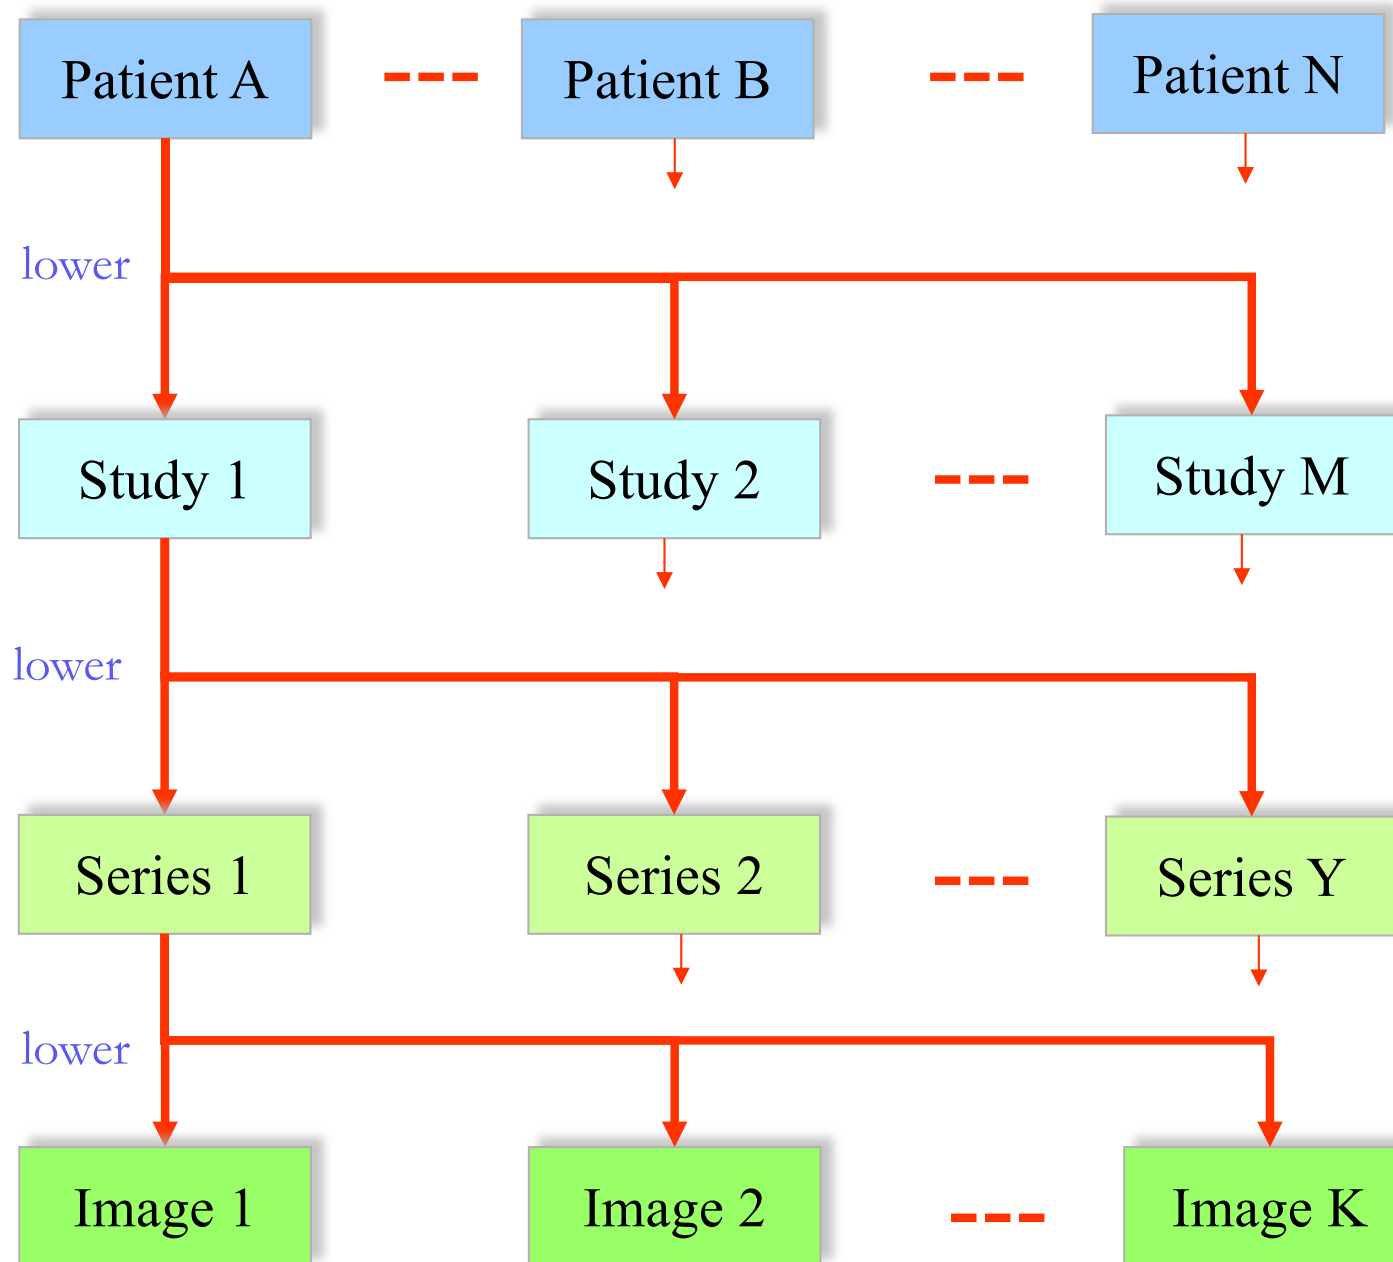 Patient A
Patient B
Patient N
lower
Study 1
Study 2
Study M
lower
Series 1
Series 2
Series Y
lower
Image 1
Image 2
Image K